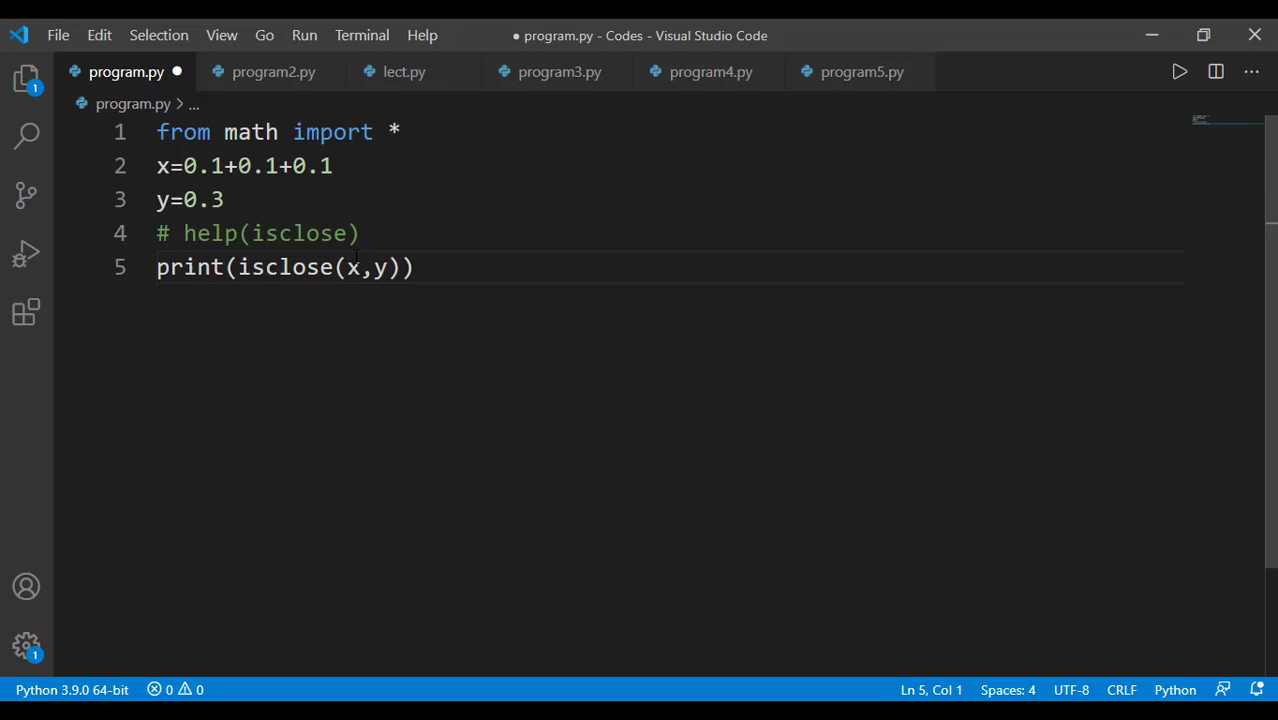 File Edit Selection View Go Run Terminal Help ● program.py - Codes - Visual Studio Code
program.py ● program2.py lect.py program3.py program4.py program5.py
program.py > ...
1 from math import *
2 x=0.1+0.1+0.1
3 y=0.3
4 # help(isclose)
5 print(isclose(x,y))
1
1
Python 3.9.0 64-bit 0 0 Ln 5, Col 1 Spaces: 4 UTF-8 CRLF Python